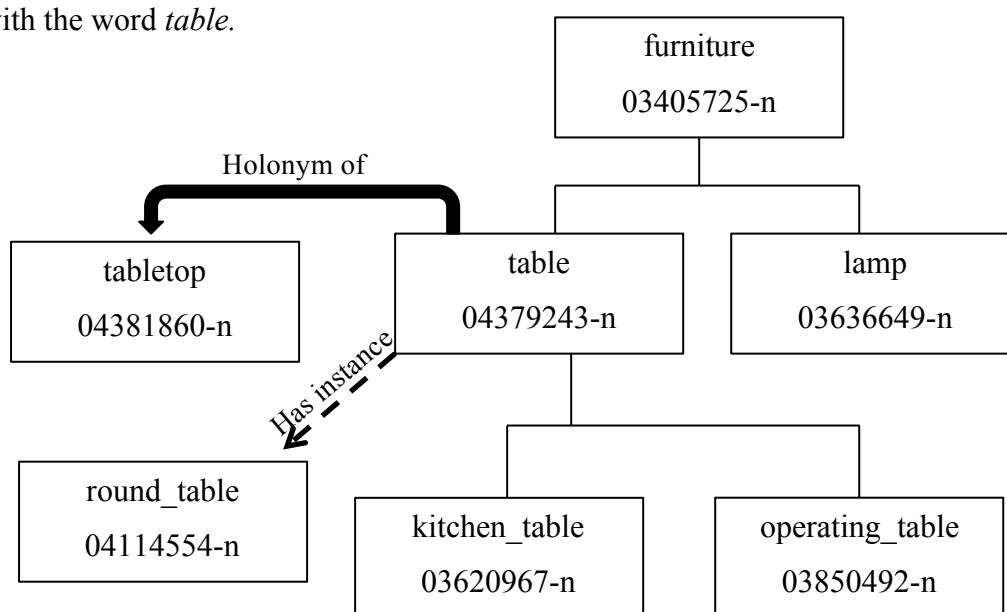 with the word table.
furniture
03405725-n
Holonym of
tabletop
04381860-n
table
04379243-n
lamp
03636649-n
Has instance
round_table
04114554-n
kitchen_table
03620967-n
operating_table
03850492-n